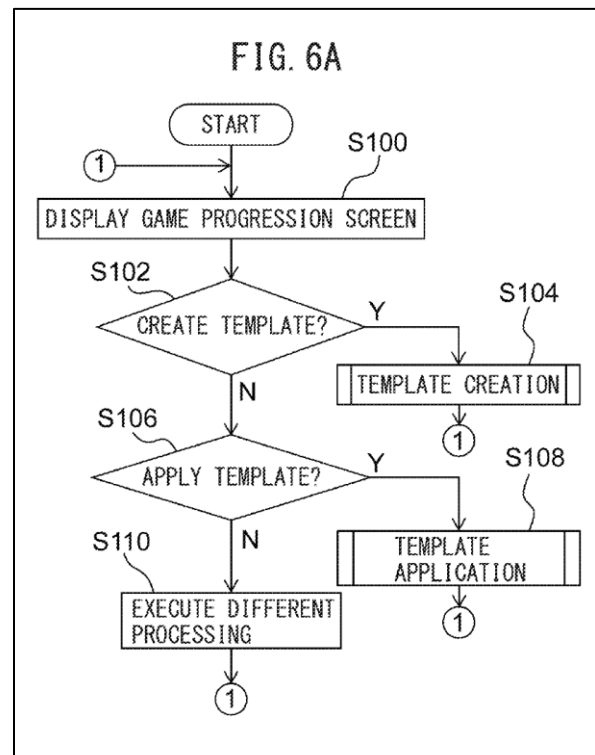 FIG. 6A
START
1
S100
DISPLAY GAME PROGRESSION SCREEN
S102
CREATE TEMPLATE?
Y
S104
TEMPLATE CREATION
1
N
S106
APPLY TEMPLATE?
Y
S108
TEMPLATE
APPLICATION
1
N
S110
EXECUTE DIFFERENT
PROCESSING
1